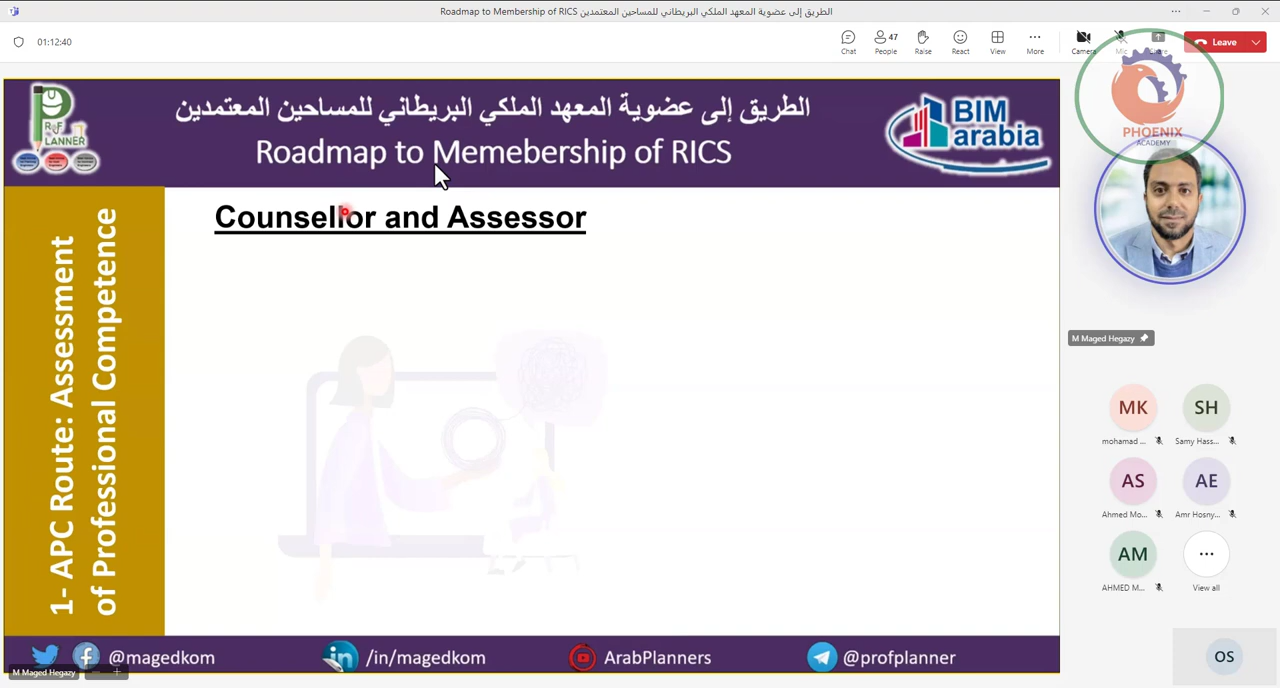 Roadmap to Membership of RICS الطريق إلى عضوية المعهد الملكي البريطاني للمساحين المعتمدين
01:12:40
Chat
47
People
Raise
React
View
More
Camera
Mic
Share
Leave
الطريق إلى عضوية المعهد الملكي البريطاني للمساحين المعتمدين
Roadmap to Memebership of RICS
BIM
arabia
PHOENIX
ACADEMY
1- APC Route: Assessment
of Professional Competence
Counsellor and Assessor
M Maged Hegazy
MK
SH
mohamad ...
Samy Hass...
AS
AE
Ahmed Mo...
Amr Hosny...
AM
...
AHMED M...
View all
OS
@magedkom
/in/magedkom
ArabPlanners
@profplanner
M Maged Hegazy